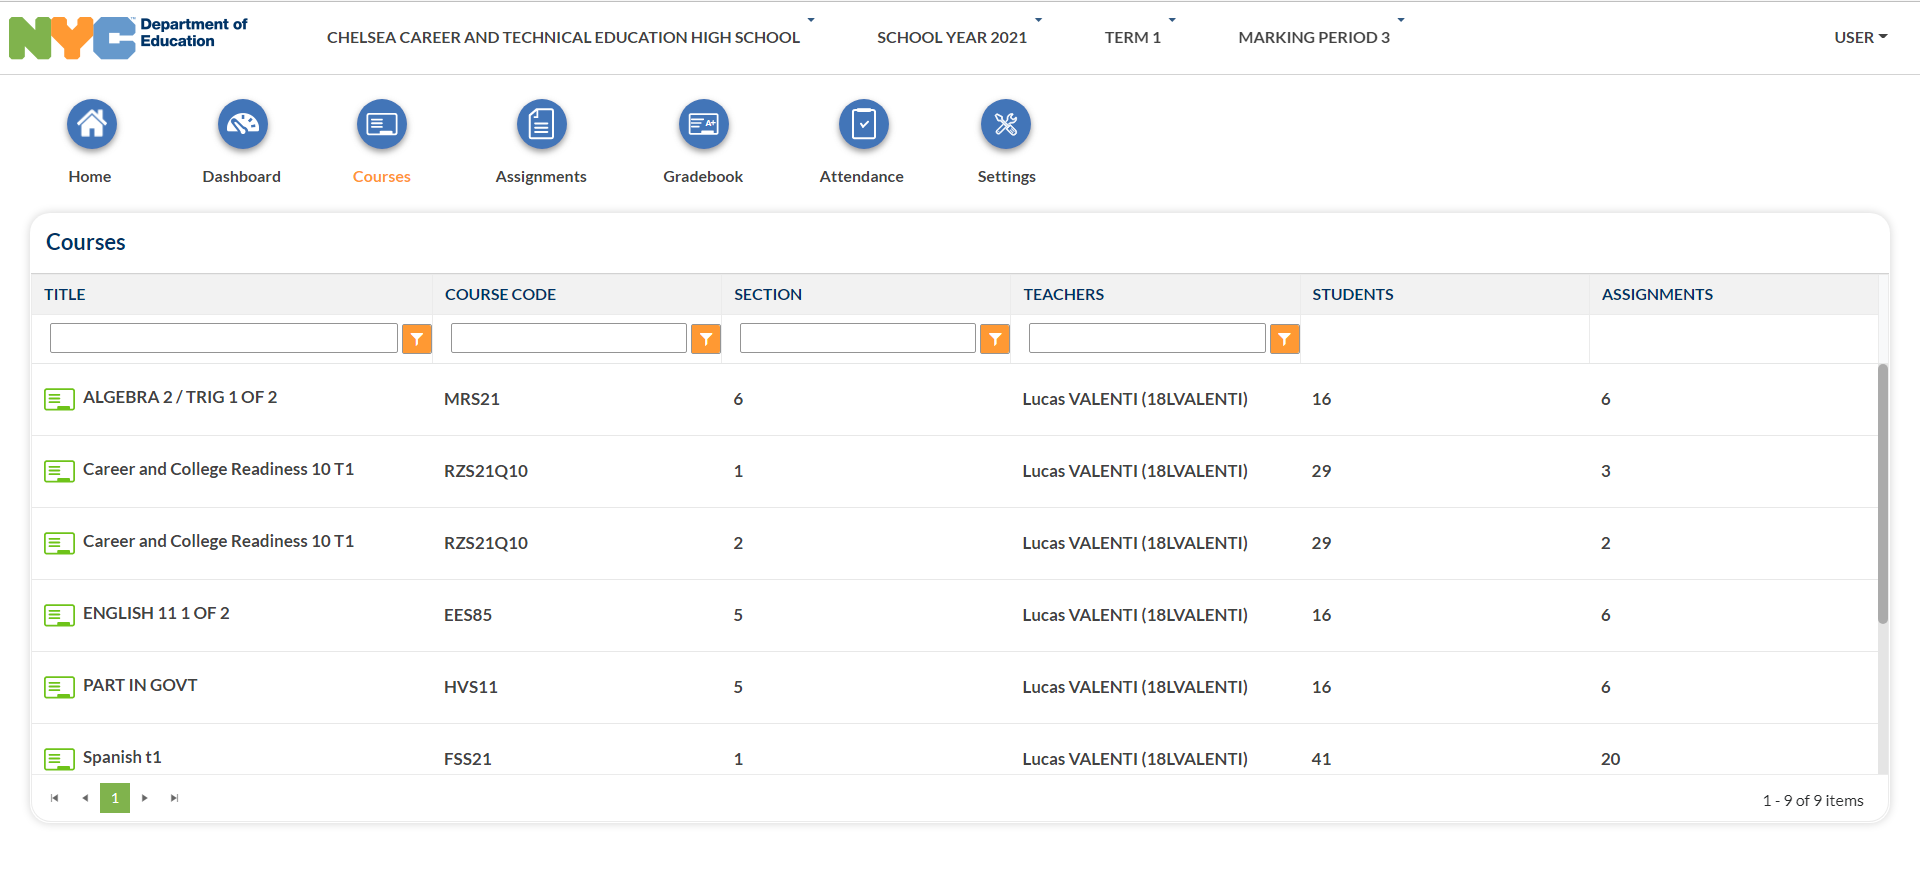 NYC Department of
Education
CHELSEA CAREER AND TECHNICAL EDUCATION HIGH SCHOOL SCHOOL YEAR 2021 TERM 1 MARKING PERIOD 3 USER
Home Dashboard Courses Assignments Gradebook Attendance Settings
Courses
TITLE COURSE CODE SECTION TEACHERS STUDENTS ASSIGNMENTS
ALGEBRA 2 / TRIG 1 OF 2 MRS21 6 Lucas VALENTI (18LVALENTI) 16 6
Career and College Readiness 10 T1 RZS21Q10 1 Lucas VALENTI (18LVALENTI) 29 3
Career and College Readiness 10 T1 RZS21Q10 2 Lucas VALENTI (18LVALENTI) 29 2
ENGLISH 11 1 OF 2 EES85 5 Lucas VALENTI (18LVALENTI) 16 6
PART IN GOVT HVS11 5 Lucas VALENTI (18LVALENTI) 16 6
Spanish t1 FSS21 1 Lucas VALENTI (18LVALENTI) 41 20
1 1 - 9 of 9 items